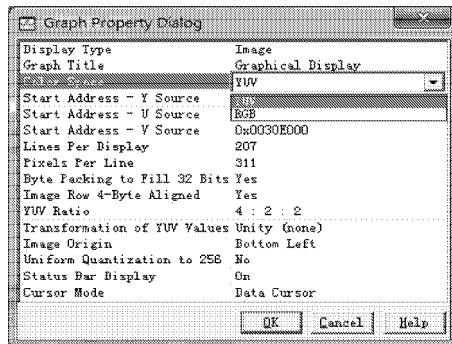 Graph Property Dialog
Display Type Image
Graph Title Graphical Display
Color Space YUV
Start Address - Y Source YUV
Start Address - U Source RGB
Start Address - V Source 0x0030E000
Lines Per Display 207
Pixels Per Line 311
Byte Packing to Fill 32 Bits Yes
Image Row 4-Byte Aligned Yes
YUV Ratio 4 : 2 : 2
Transformation of YUV Values Unity (none)
Image Origin Bottom Left
Uniform Quantization to 256 No
Status Bar Display On
Cursor Mode Data Cursor
OK Cancel Help